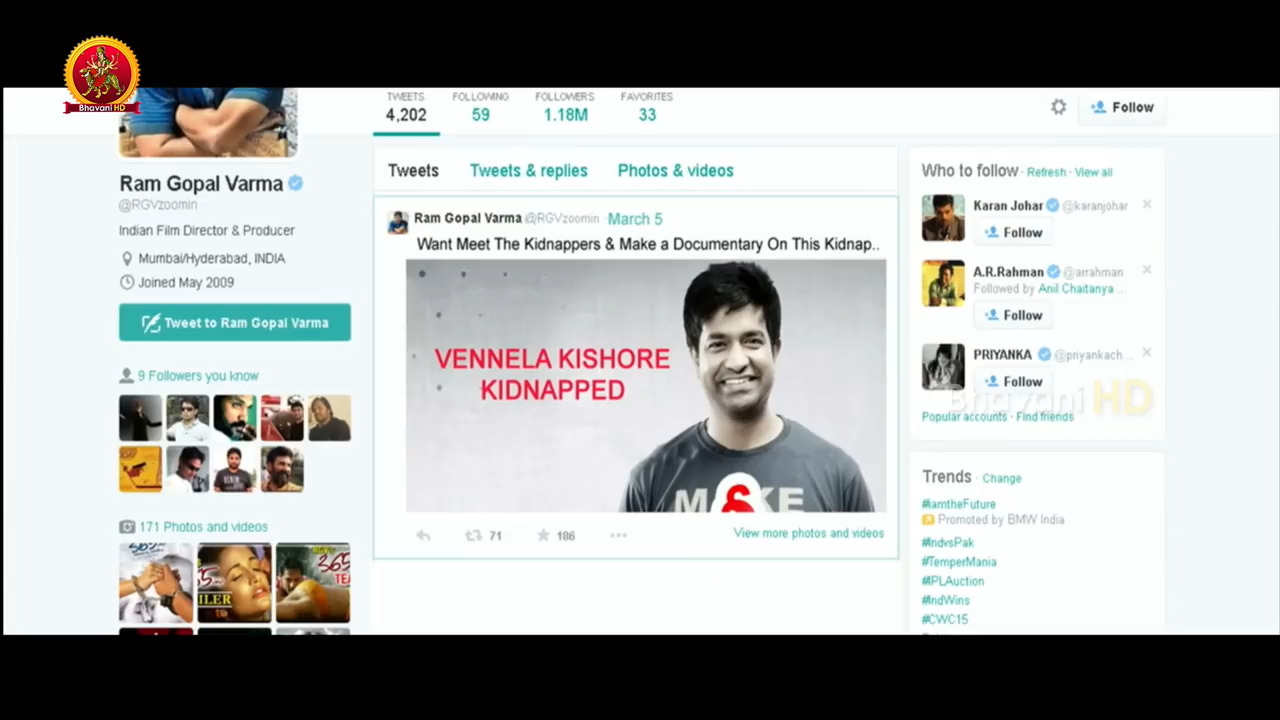 Bhavani HD
TWEETS FOLLOWING FOLLOWERS FAVORITES
4,202 59 1.18M 33
Follow
Ram Gopal Varma
@RGVzoomin
Indian Film Director & Producer
Mumbai/Hyderabad, INDIA
Joined May 2009
Tweet to Ram Gopal Varma
9 Followers you know
171 Photos and videos
Tweets Tweets & replies Photos & videos
Ram Gopal Varma @RGVzoomin · March 5
Want Meet The Kidnappers & Make a Documentary On This Kidnap..
VENNELA KISHORE
KIDNAPPED
71 186 ••• View more photos and videos
Who to follow · Refresh · View all
Karan Johar @karanjohar
Follow
A.R.Rahman @arrahman
Followed by Anil Chaitanya ...
Follow
PRIYANKA @priyankach...
Follow
Bhavani HD
Popular accounts · Find friends
Trends · Change
#iamtheFuture
Promoted by BMW India
#IndvsPak
#TemperMania
#IPLAuction
#IndWins
#CWC15